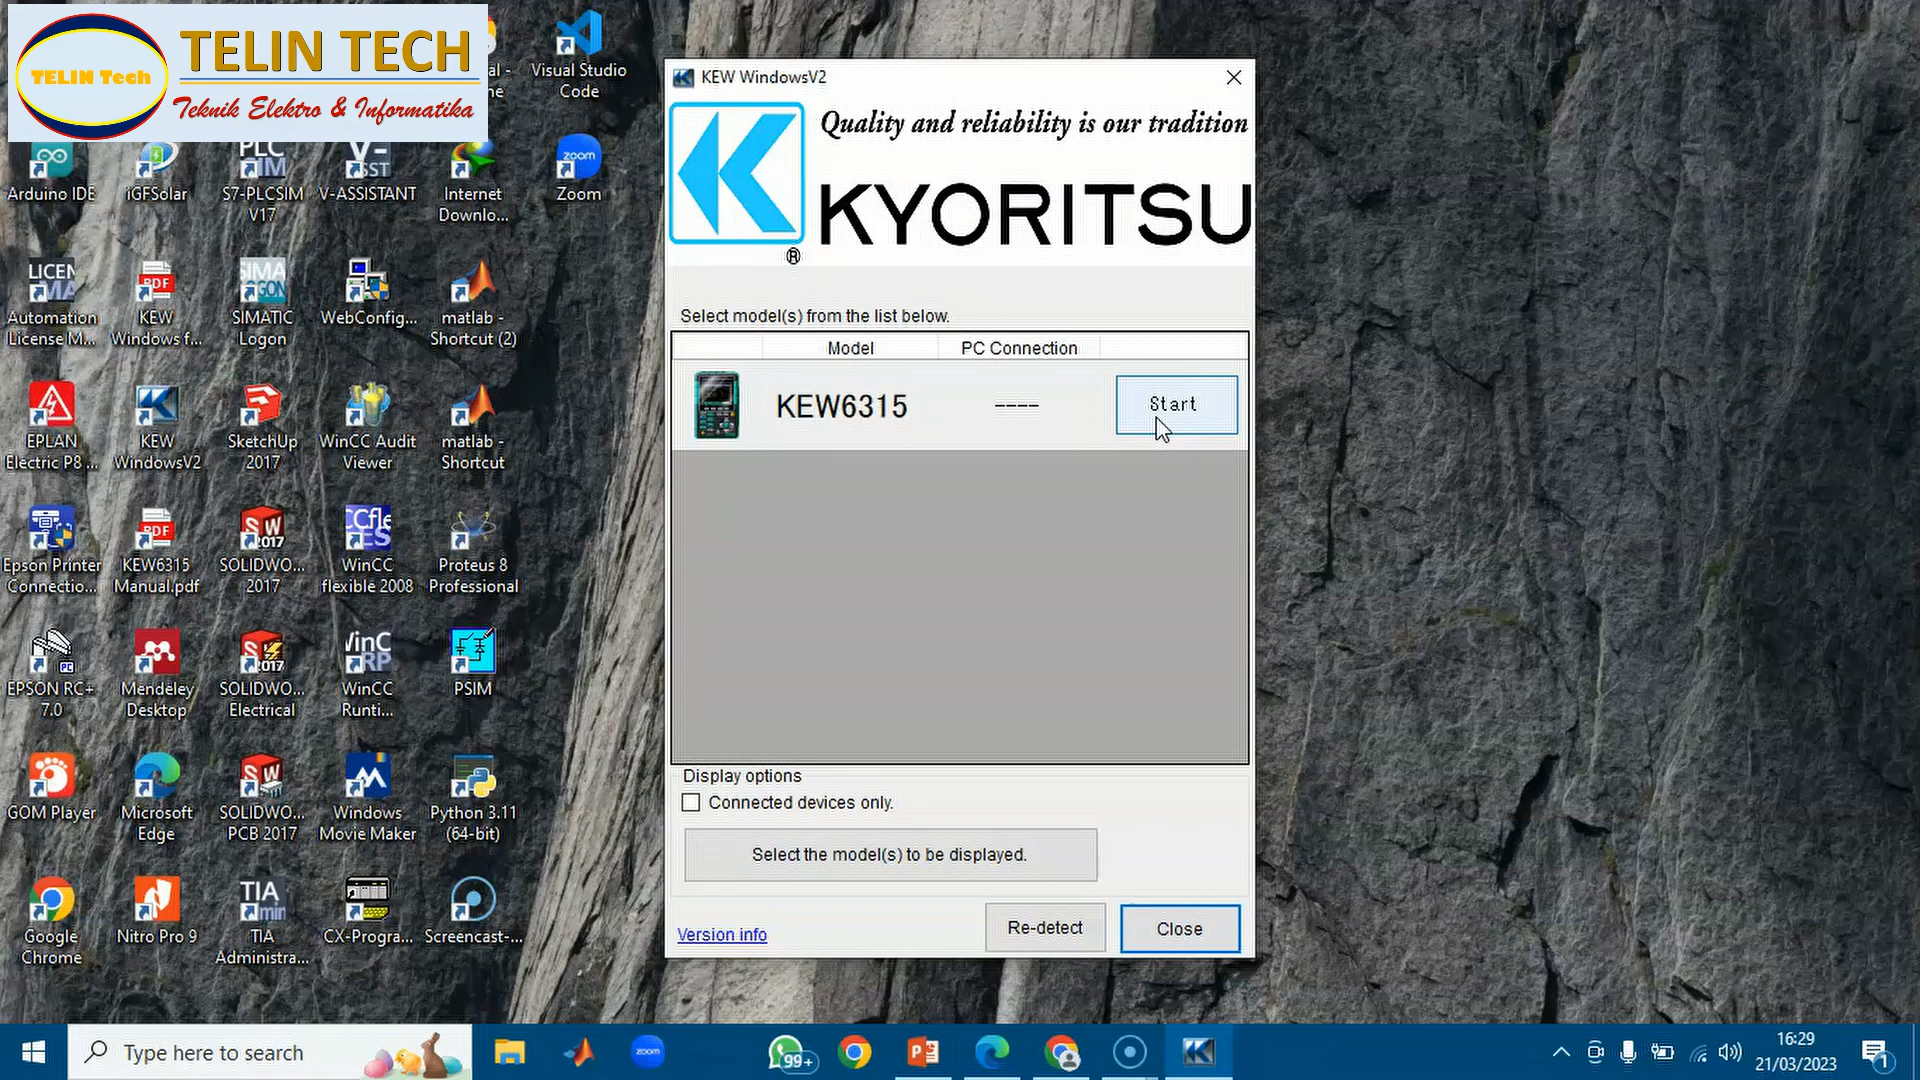 TELIN Tech
TELIN TECH
Teknik Elektro & Informatika
Visual Studio
Code
Arduino IDE
iGFSolar
S7-PLCSIM
V17
V-ASSISTANT
Internet
Downlo...
zoom
Zoom
Automation
License M...
KEW
Windows f...
SIMATIC
Logon
WebConfig...
matlab -
Shortcut (2)
EPLAN
Electric P8 ...
KEW
WindowsV2
SketchUp
2017
WinCC Audit
Viewer
matlab -
Shortcut
Epson Printer
Connectio...
KEW6315
Manual.pdf
SOLIDWO...
2017
WinCC
flexible 2008
Proteus 8
Professional
EPSON RC+
7.0
Mendeley
Desktop
SOLIDWO...
Electrical
WinCC
Runti...
PSIM
GOM Player
Microsoft
Edge
SOLIDWO...
PCB 2017
Windows
Movie Maker
Python 3.11
(64-bit)
Google
Chrome
Nitro Pro 9
TIA
Administra...
CX-Progra...
Screencast-...
KEW WindowsV2
Quality and reliability is our tradition
KYORITSU
®
Select model(s) from the list below.
Model PC Connection
KEW6315 ---- Start
Display options
Connected devices only.
Select the model(s) to be displayed.
Version info
Re-detect
Close
Type here to search
zoom
99+
16:29
21/03/2023
1